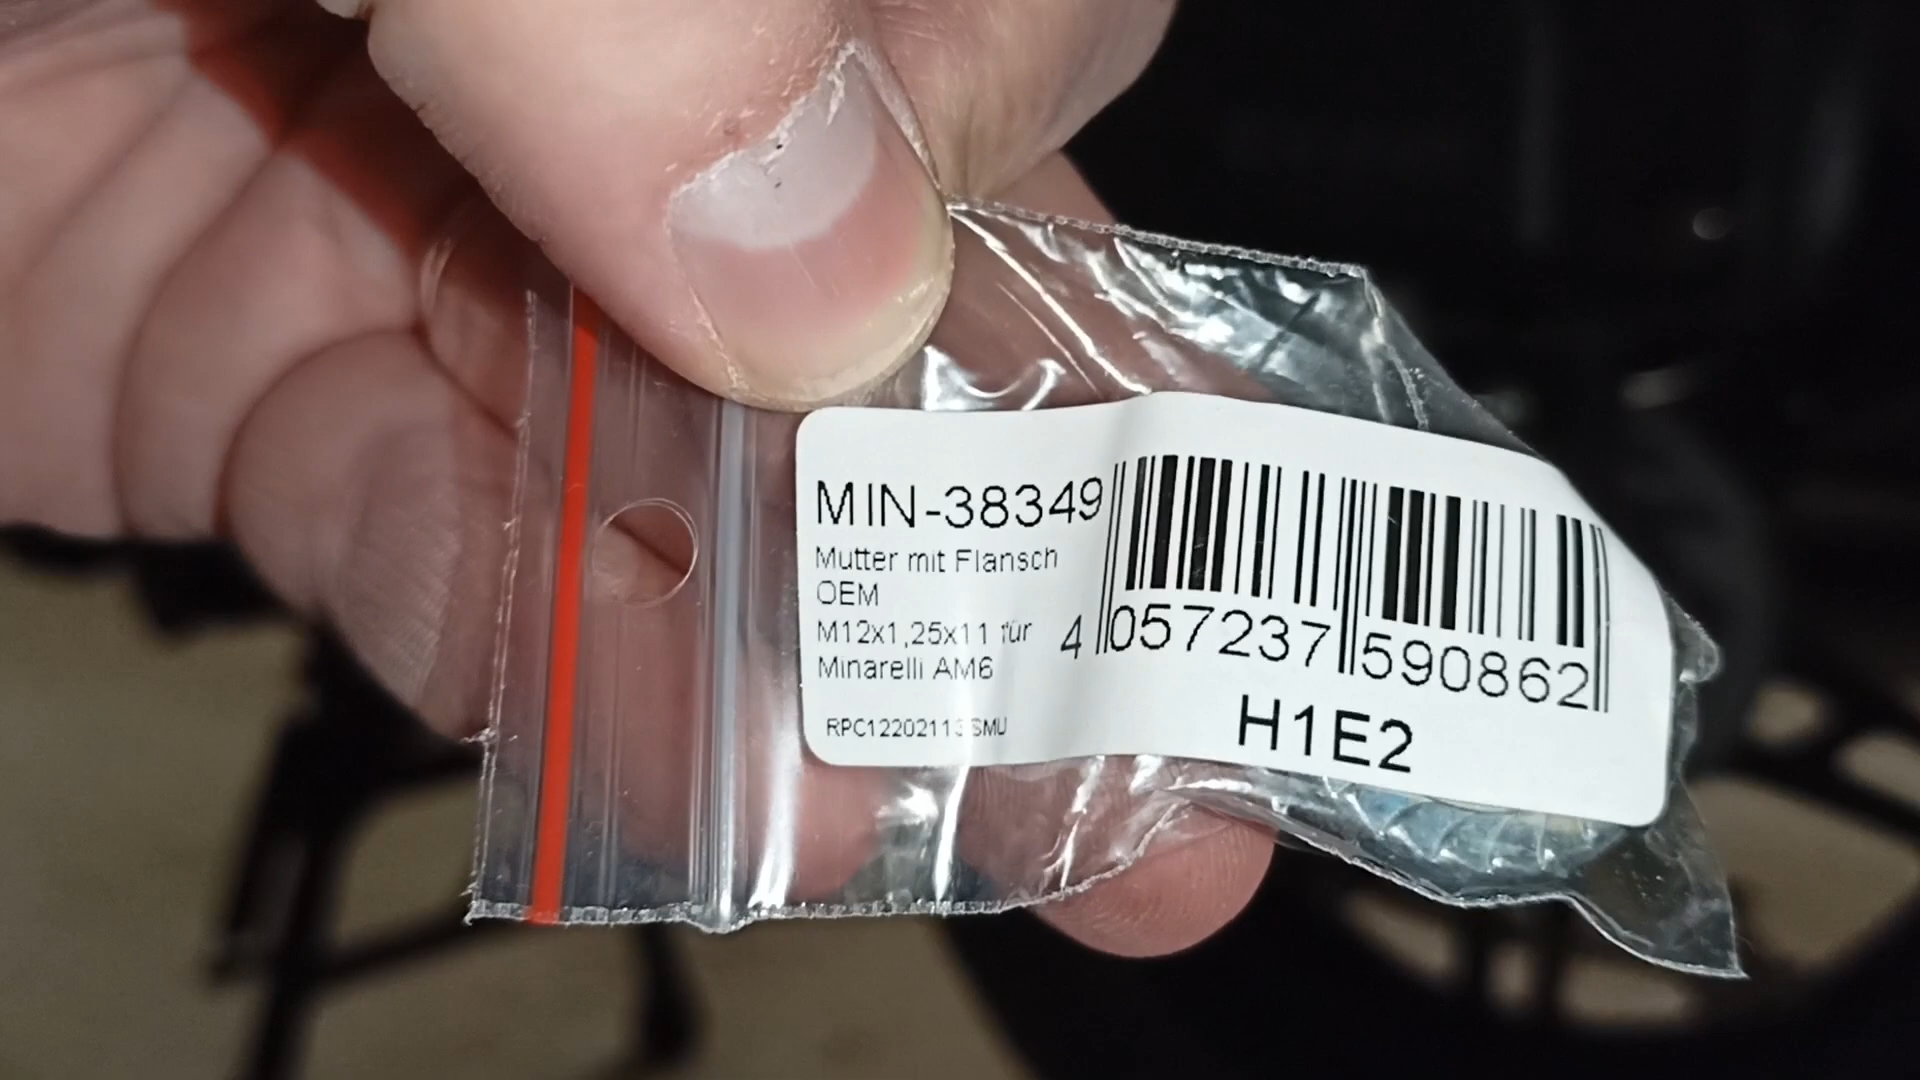 MIN-38349
Mutter mit Flansch
OEM
M12x1,25x11 für
Minarelli AM6
RPC12202113 SMU
4 057237 590862
H1E2